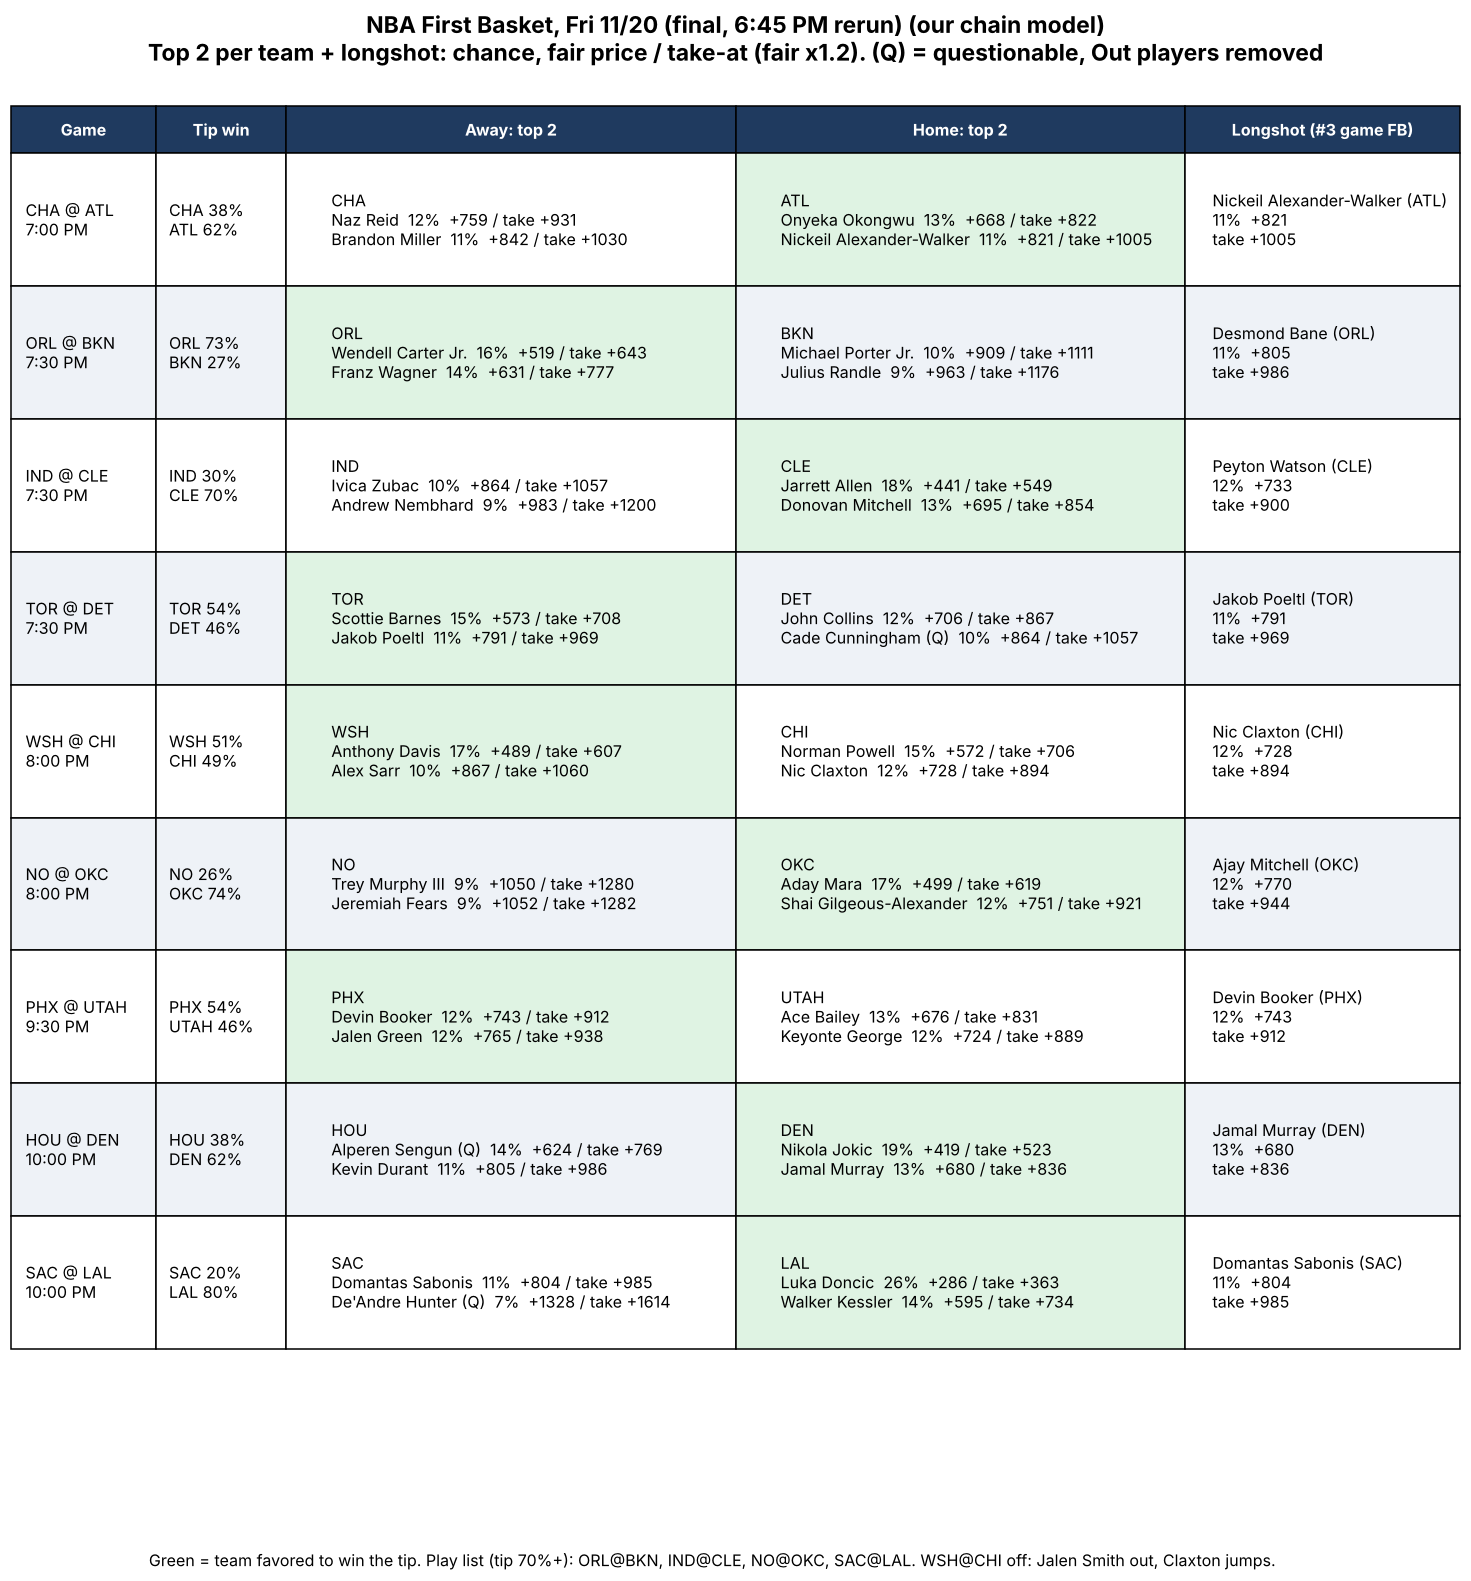 NBA First Basket, Fri 11/20 (final, 6:45 PM rerun) (our chain model)
Top 2 per team + longshot: chance, fair price / take-at (fair x1.2). (Q) = questionable, Out players removed
Game
Tip win
Away: top 2
Home: top 2
Longshot (#3 game FB)
CHA @ ATL
7:00 PM
CHA 38%
ATL 62%
CHA
Naz Reid 12% +759 / take +931
Brandon Miller 11% +842 / take +1030
ATL
Onyeka Okongwu 13% +668 / take +822
Nickeil Alexander-Walker 11% +821 / take +1005
Nickeil Alexander-Walker (ATL)
11% +821
take +1005
ORL @ BKN
7:30 PM
ORL 73%
BKN 27%
ORL
Wendell Carter Jr. 16% +519 / take +643
Franz Wagner 14% +631 / take +777
BKN
Michael Porter Jr. 10% +909 / take +1111
Julius Randle 9% +963 / take +1176
Desmond Bane (ORL)
11% +805
take +986
IND @ CLE
7:30 PM
IND 30%
CLE 70%
IND
Ivica Zubac 10% +864 / take +1057
Andrew Nembhard 9% +983 / take +1200
CLE
Jarrett Allen 18% +441 / take +549
Donovan Mitchell 13% +695 / take +854
Peyton Watson (CLE)
12% +733
take +900
TOR @ DET
7:30 PM
TOR 54%
DET 46%
TOR
Scottie Barnes 15% +573 / take +708
Jakob Poeltl 11% +791 / take +969
DET
John Collins 12% +706 / take +867
Cade Cunningham (Q) 10% +864 / take +1057
Jakob Poeltl (TOR)
11% +791
take +969
WSH @ CHI
8:00 PM
WSH 51%
CHI 49%
WSH
Anthony Davis 17% +489 / take +607
Alex Sarr 10% +867 / take +1060
CHI
Norman Powell 15% +572 / take +706
Nic Claxton 12% +728 / take +894
Nic Claxton (CHI)
12% +728
take +894
NO @ OKC
8:00 PM
NO 26%
OKC 74%
NO
Trey Murphy III 9% +1050 / take +1280
Jeremiah Fears 9% +1052 / take +1282
OKC
Aday Mara 17% +499 / take +619
Shai Gilgeous-Alexander 12% +751 / take +921
Ajay Mitchell (OKC)
12% +770
take +944
PHX @ UTAH
9:30 PM
PHX 54%
UTAH 46%
PHX
Devin Booker 12% +743 / take +912
Jalen Green 12% +765 / take +938
UTAH
Ace Bailey 13% +676 / take +831
Keyonte George 12% +724 / take +889
Devin Booker (PHX)
12% +743
take +912
HOU @ DEN
10:00 PM
HOU 38%
DEN 62%
HOU
Alperen Sengun (Q) 14% +624 / take +769
Kevin Durant 11% +805 / take +986
DEN
Nikola Jokic 19% +419 / take +523
Jamal Murray 13% +680 / take +836
Jamal Murray (DEN)
13% +680
take +836
SAC @ LAL
10:00 PM
SAC 20%
LAL 80%
SAC
Domantas Sabonis 11% +804 / take +985
De'Andre Hunter (Q) 7% +1328 / take +1614
LAL
Luka Doncic 26% +286 / take +363
Walker Kessler 14% +595 / take +734
Domantas Sabonis (SAC)
11% +804
take +985
Green = team favored to win the tip. Play list (tip 70%+): ORL@BKN, IND@CLE, NO@OKC, SAC@LAL. WSH@CHI off: Jalen Smith out, Claxton jumps.